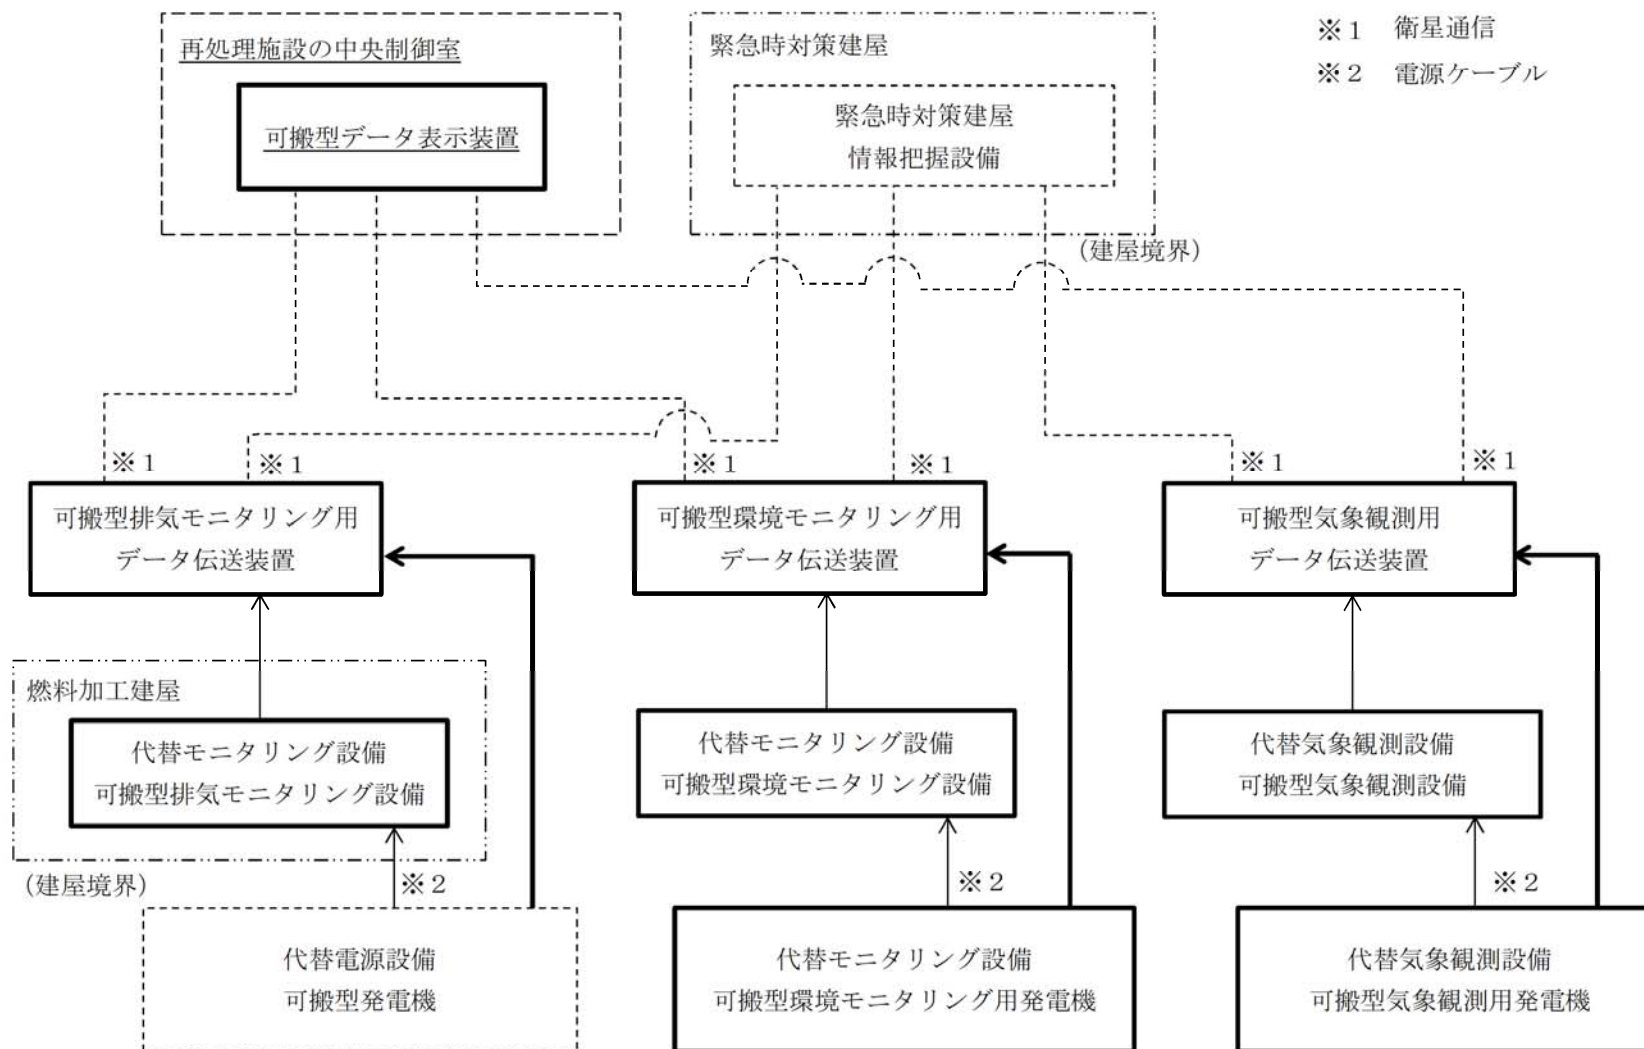 ※１　衛星通信
※２　電源ケーブル
再処理施設の中央制御室
可搬型データ表示装置
緊急時対策建屋
緊急時対策建屋
情報把握設備
(建屋境界)
※１
※１
※１
※１
※１
※１
可搬型排気モニタリング用
データ伝送装置
可搬型環境モニタリング用
データ伝送装置
可搬型気象観測用
データ伝送装置
燃料加工建屋
代替モニタリング設備
可搬型排気モニタリング設備
代替モニタリング設備
可搬型環境モニタリング設備
代替気象観測設備
可搬型気象観測設備
(建屋境界)
※２
※２
※２
代替電源設備
可搬型発電機
代替モニタリング設備
可搬型環境モニタリング用発電機
代替気象観測設備
可搬型気象観測用発電機